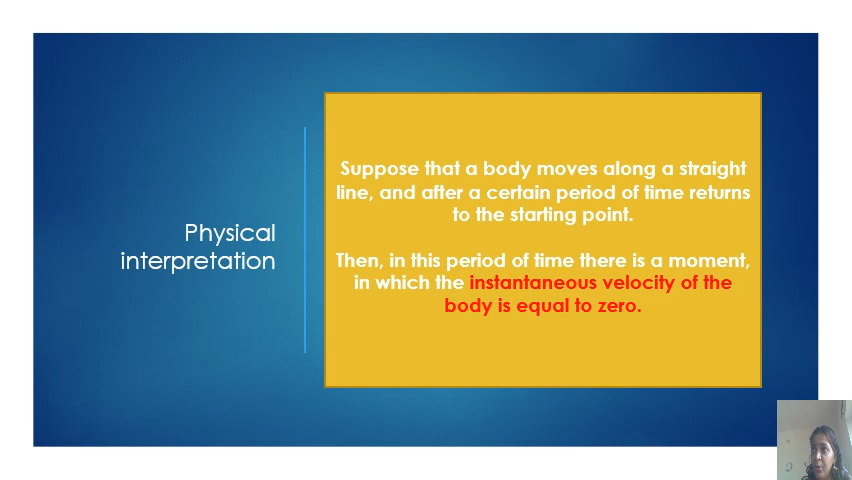 Physical
interpretation
Suppose that a body moves along a straight
line, and after a certain period of time returns
to the starting point.
Then, in this period of time there is a moment,
in which the instantaneous velocity of the
body is equal to zero.